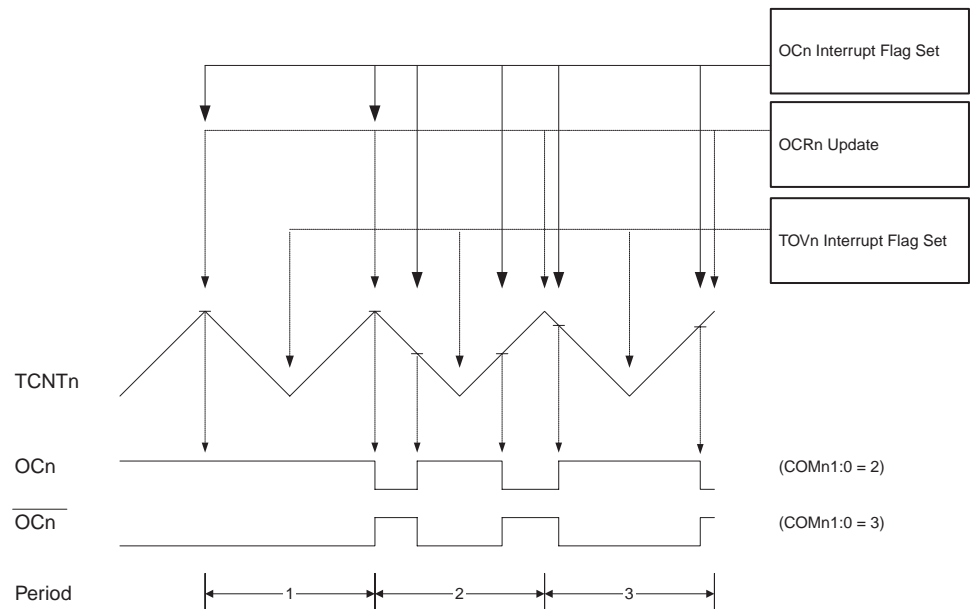 OCn Interrupt Flag Set
OCRn Update
TOVn Interrupt Flag Set
TCNTn
OCn (COMn1:0 = 2)
OCn (COMn1:0 = 3)
Period 1 2 3